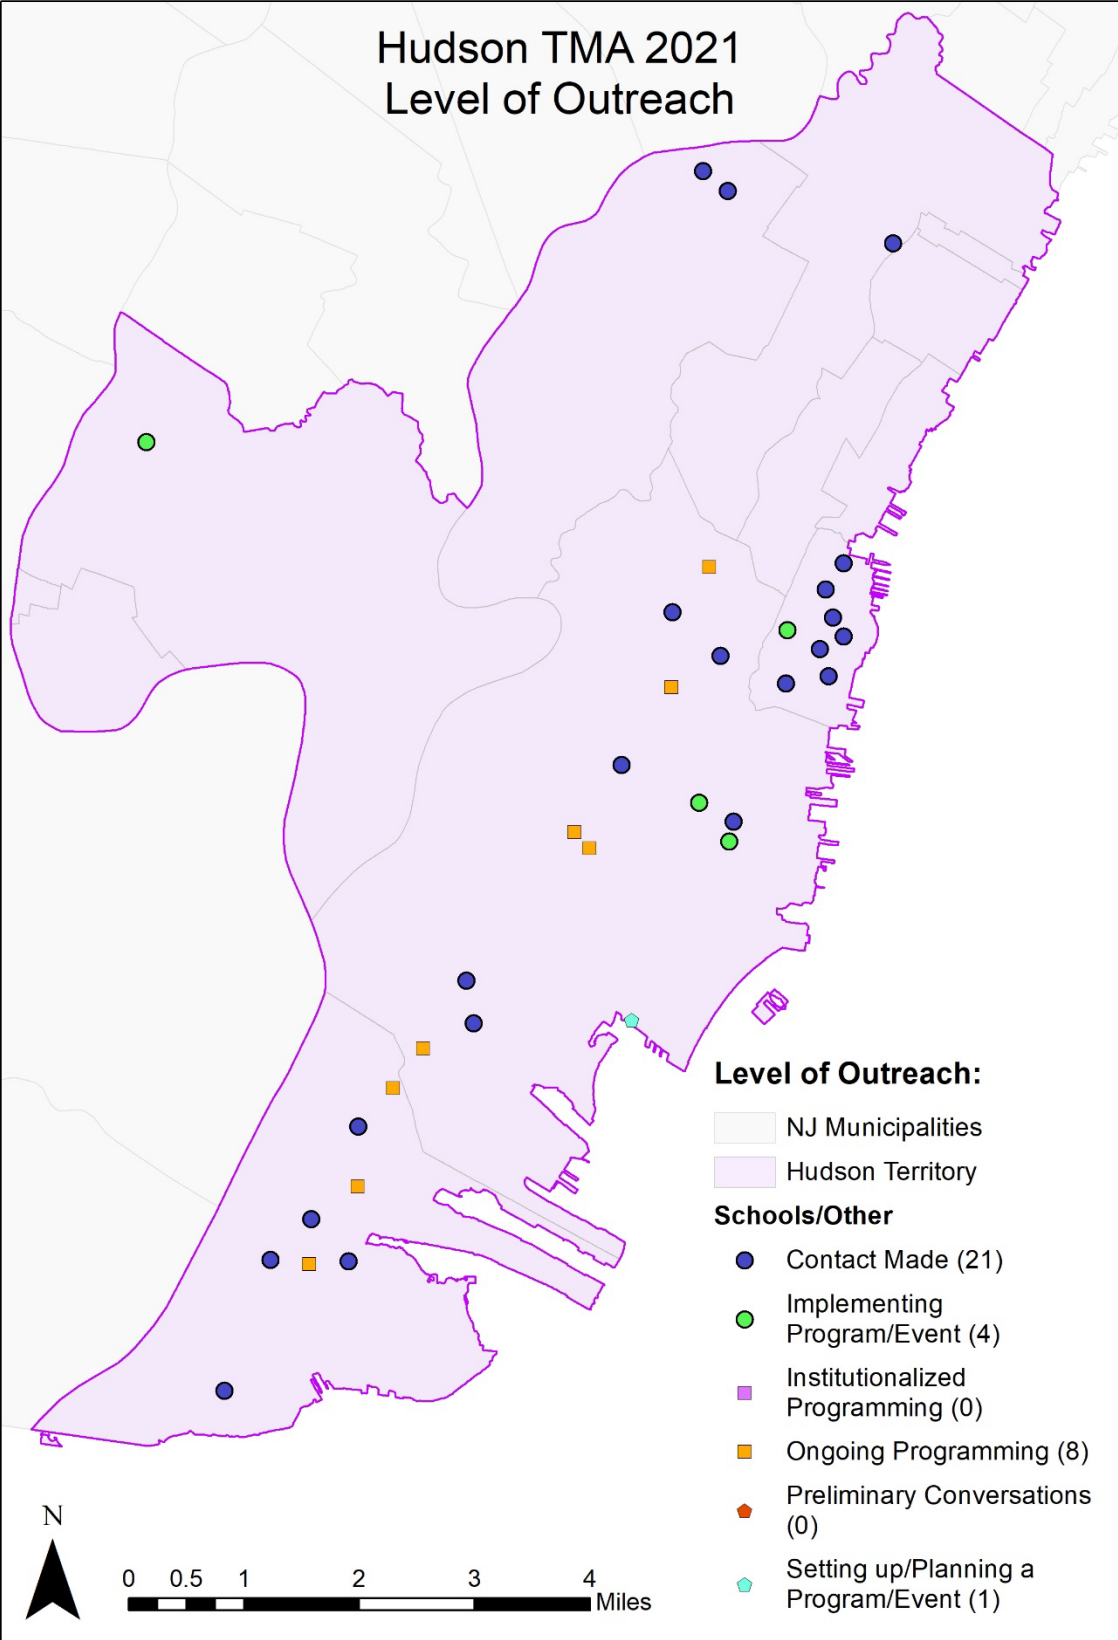 Hudson TMA 2021
Level of Outreach
Level of Outreach:
NJ Municipalities
Hudson Territory
Schools/Other
Contact Made (21)
Implementing
Program/Event (4)
Institutionalized
Programming (0)
Ongoing Programming (8)
Preliminary Conversations
(0)
Setting up/Planning a
Program/Event (1)
N
0 0.5 1 2 3 4
Miles